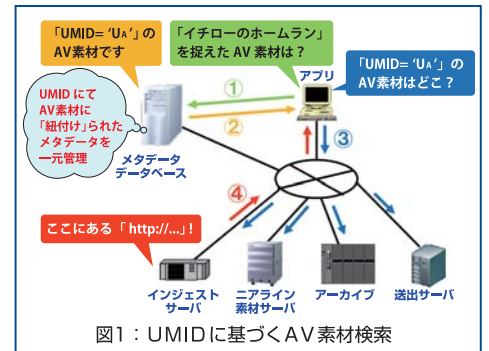 「UMID= 'UA'」の
AV素材です
「イチローのホームラン」
を捉えた AV 素材は？
アプリ
「UMID= 'UA'」の
AV素材はどこ？
UMID にて
AV素材に
「紐付け」られた
メタデータを
一元管理
①
②
③
④
メタデータ
データベース
ここにある「 http://...」!
インジェスト
サーバ
ニアライン
素材サーバ
アーカイブ
送出サーバ
図1：UMIDに基づくAV素材検索